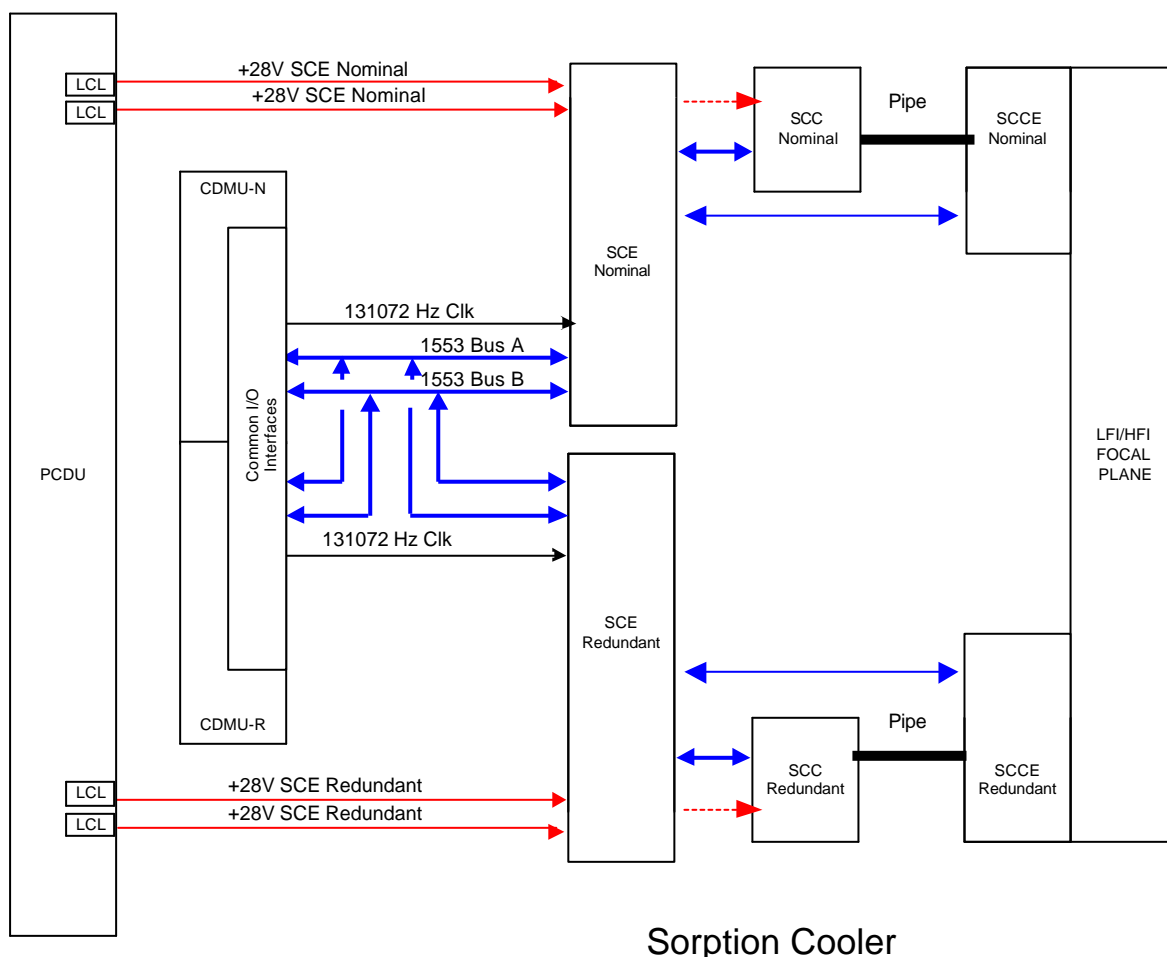 +28V SCE Nominal
LCL
+28V SCE Nominal
LCL
Pipe
SCC
Nominal
SCCE
Nominal
CDMU-N
SCE
Nominal
131072 Hz Clk
1553 Bus A
1553 Bus B
Common I/O
Interfaces
PCDU
LFI/HFI
FOCAL
PLANE
131072 Hz Clk
SCE
Redundant
CDMU-R
Pipe
SCC
Redundant
SCCE
Redundant
+28V SCE Redundant
LCL
+28V SCE Redundant
LCL
Sorption Cooler